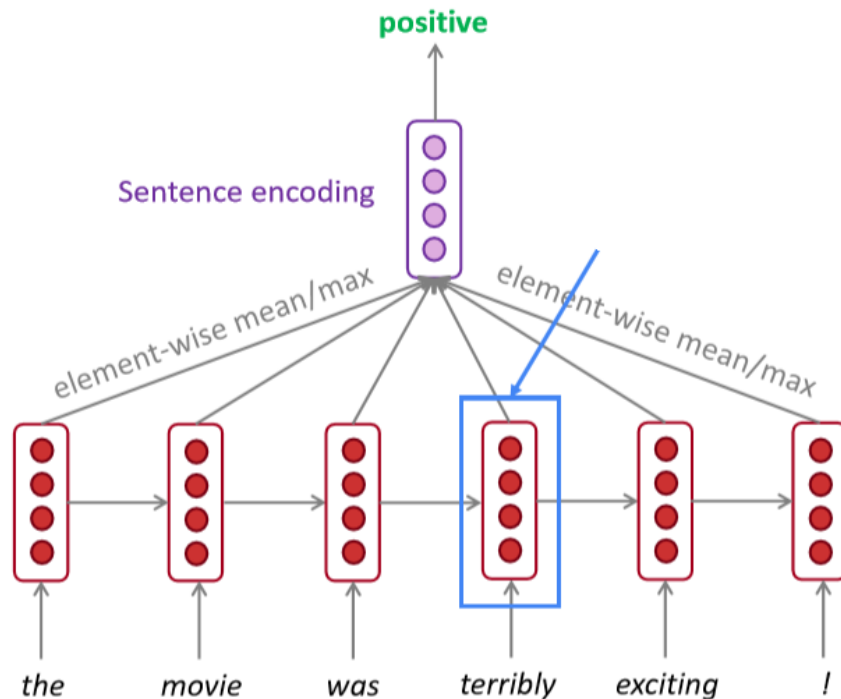 positive
Sentence encoding
element-wise mean/max
element-wise mean/max
the movie was terribly exciting !